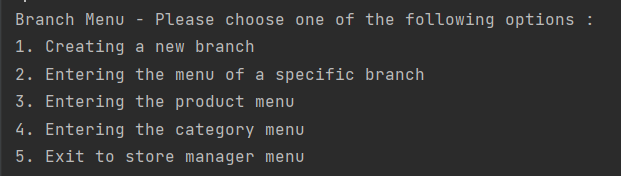 Branch Menu - Please choose one of the following options :
1. Creating a new branch
2. Entering the menu of a specific branch
3. Entering the product menu
4. Entering the category menu
5. Exit to store manager menu